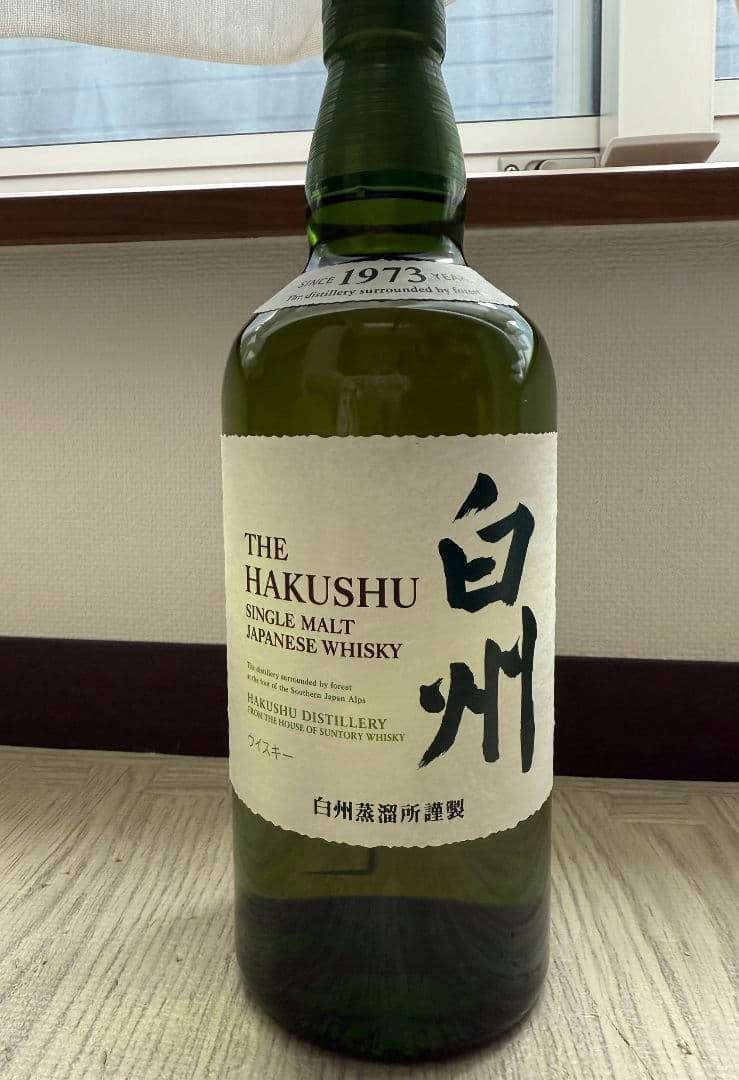 SINCE 1973 YEAR
The distillery surrounded by forest
THE
HAKUSHU
SINGLE MALT
JAPANESE WHISKY
The distillery surrounded by forest
at the foot of the Southern Japan Alps
HAKUSHU DISTILLERY
FROM THE HOUSE OF SUNTORY WHISKY
ウイスキー
白州
白州蒸溜所謹製